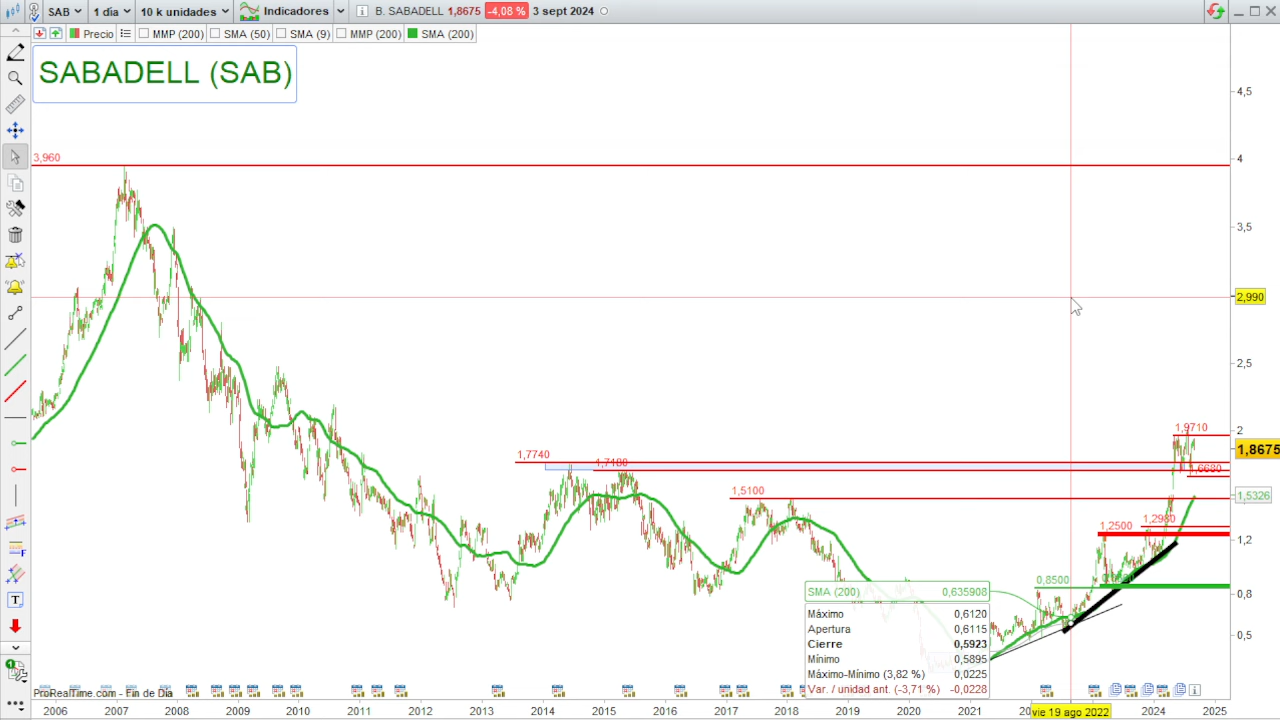 SAB
1 día
10 k unidades
Indicadores
B. SABADELL 1,8675 -4,08 % 3 sept 2024
Precio
MMP (200)
SMA (50)
SMA (9)
MMP (200)
SMA (200)
SABADELL (SAB)
3,960
4,5
4
3,5
2,990
2,5
2
1,9710
1,8675
1,7740
1,7180
1,6680
1,5326
1,5100
1,2980
1,2500
1,2
0,8500
0,8
0,5
SMA (200) 0,635908
Máximo 0,6120
Apertura 0,6115
Cierre 0,5923
Mínimo 0,5895
Máximo-Mínimo (3,82 %) 0,0225
Var. / unidad ant. (-3,71 %) -0,0228
ProRealTime.com - Fin de Día
2006 2007 2008 2009 2010 2011 2012 2013 2014 2015 2016 2017 2018 2019 2020 2021 vie 19 ago 2022 2024 2025